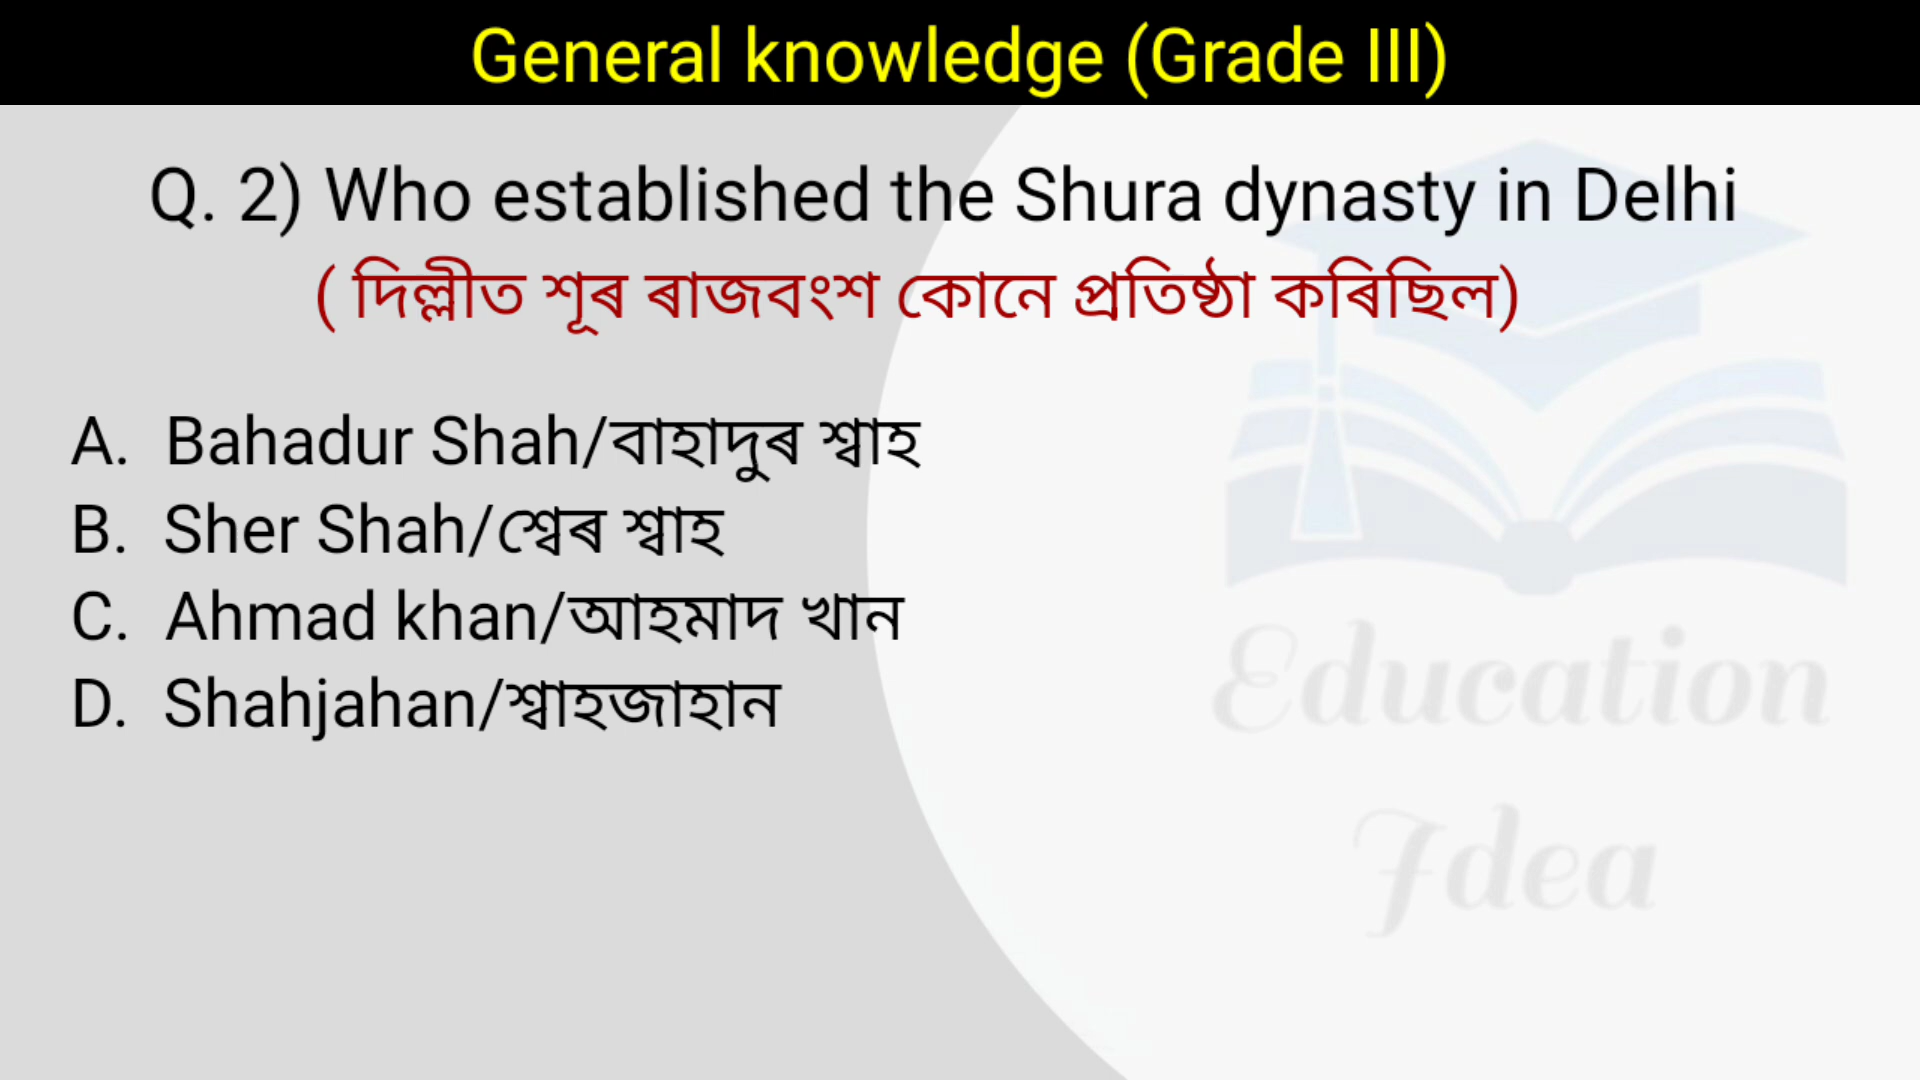 General knowledge (Grade III)
Q. 2) Who established the Shura dynasty in Delhi
( দিল্লীত শূৰ ৰাজবংশ কোনে প্ৰতিষ্ঠা কৰিছিল)
A. Bahadur Shah/বাহাদুৰ শ্বাহ
B. Sher Shah/শ্বেৰ শ্বাহ
C. Ahmad khan/আহমাদ খান
D. Shahjahan/শ্বাহজাহান
Education
Idea